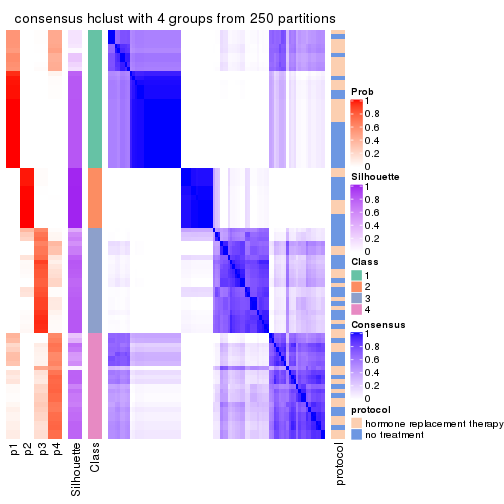 consensus hclust with 4 groups from 250 partitions
Prob
1
0.8
0.6
0.4
0.2
0
Silhouette
1
0.8
0.6
0.4
0.2
0
Class
1
2
3
4
Consensus
1
0.8
0.6
0.4
0.2
0
protocol
hormone replacement therapy
no treatment
p1
p2
p3
p4
Silhouette
Class
protocol